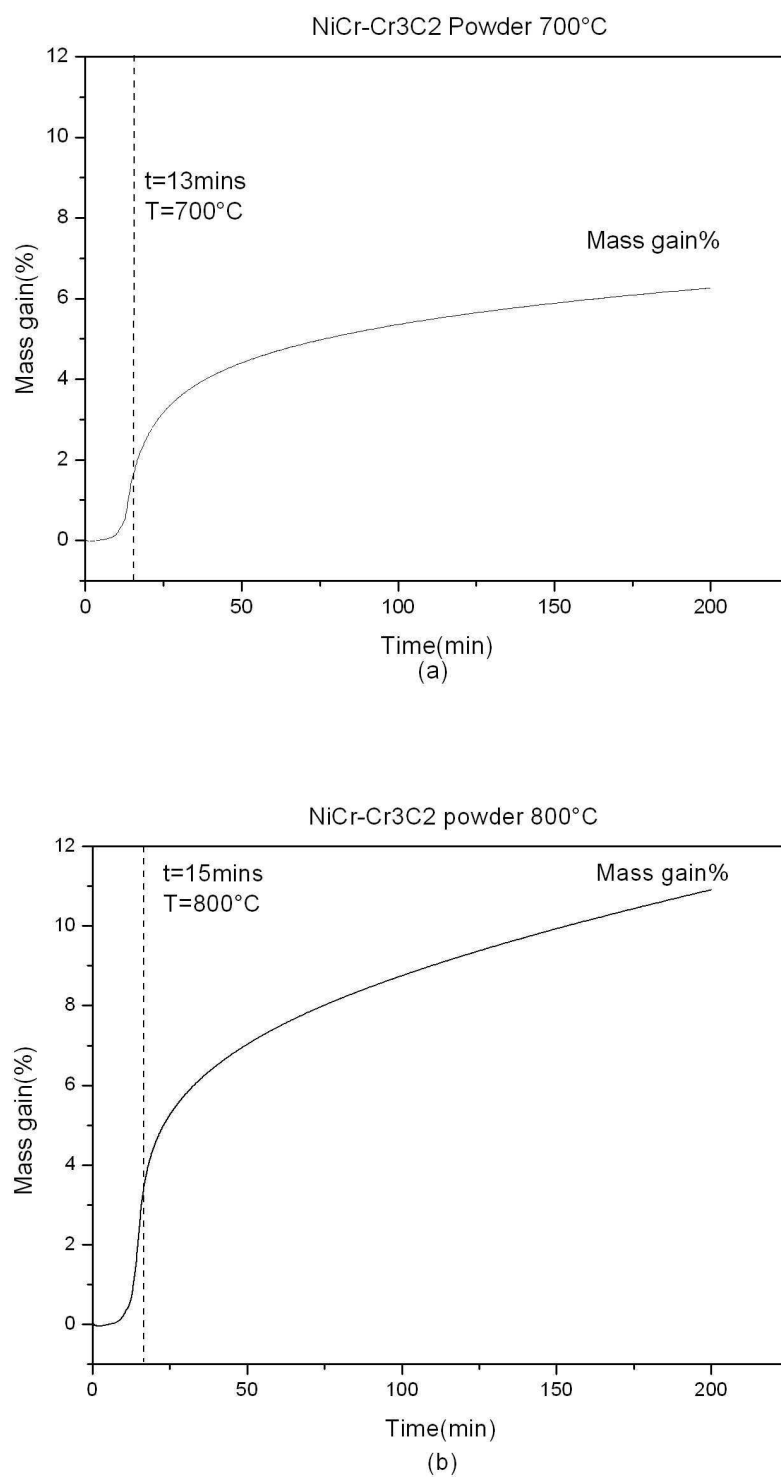 NiCr-Cr3C2 Powder 700°C
12
10
8
6
4
2
0
Mass gain(%)
t=13mins
T=700°C
Mass gain%
0 50 100 150 200
Time(min)
(a)
NiCr-Cr3C2 powder 800°C
12
10
8
6
4
2
0
Mass gain(%)
t=15mins
T=800°C
Mass gain%
0 50 100 150 200
Time(min)
(b)